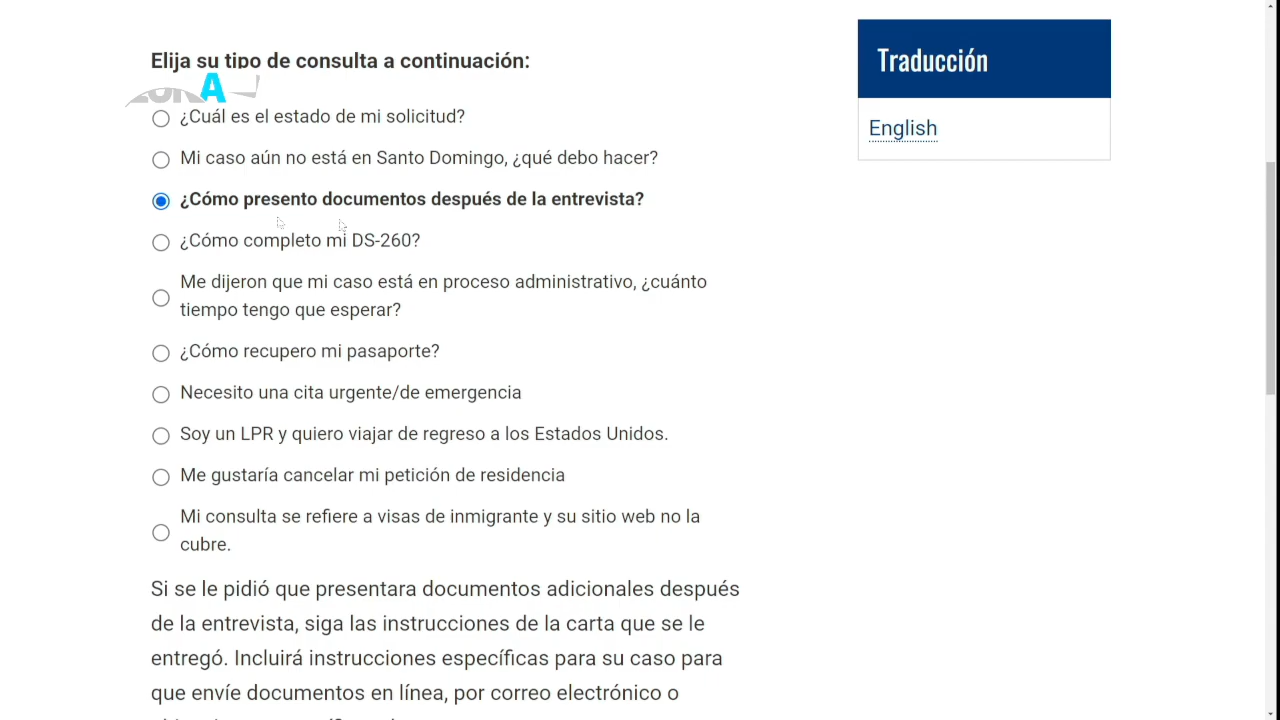 Elija su tipo de consulta a continuación:
Traducción
English
A
¿Cuál es el estado de mi solicitud?
Mi caso aún no está en Santo Domingo, ¿qué debo hacer?
¿Cómo presento documentos después de la entrevista?
¿Cómo completo mi DS-260?
Me dijeron que mi caso está en proceso administrativo, ¿cuánto
tiempo tengo que esperar?
¿Cómo recupero mi pasaporte?
Necesito una cita urgente/de emergencia
Soy un LPR y quiero viajar de regreso a los Estados Unidos.
Me gustaría cancelar mi petición de residencia
Mi consulta se refiere a visas de inmigrante y su sitio web no la
cubre.
Si se le pidió que presentara documentos adicionales después
de la entrevista, siga las instrucciones de la carta que se le
entregó. Incluirá instrucciones específicas para su caso para
que envíe documentos en línea, por correo electrónico o